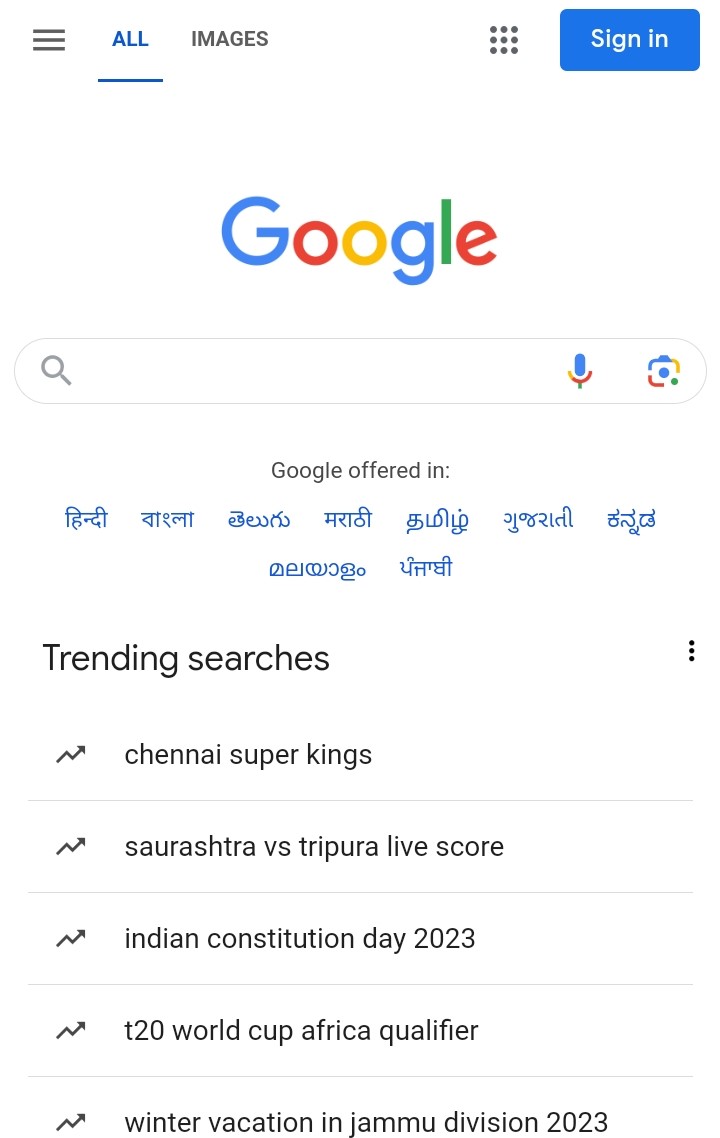 ALL IMAGES Sign in
Google
Google offered in:
हिन्दी বাংলা తెలుగు मराठी தமிழ் ગુજરાતી ಕನ್ನಡ
മലയാളം ਪੰਜਾਬੀ
Trending searches
chennai super kings
saurashtra vs tripura live score
indian constitution day 2023
t20 world cup africa qualifier
winter vacation in jammu division 2023